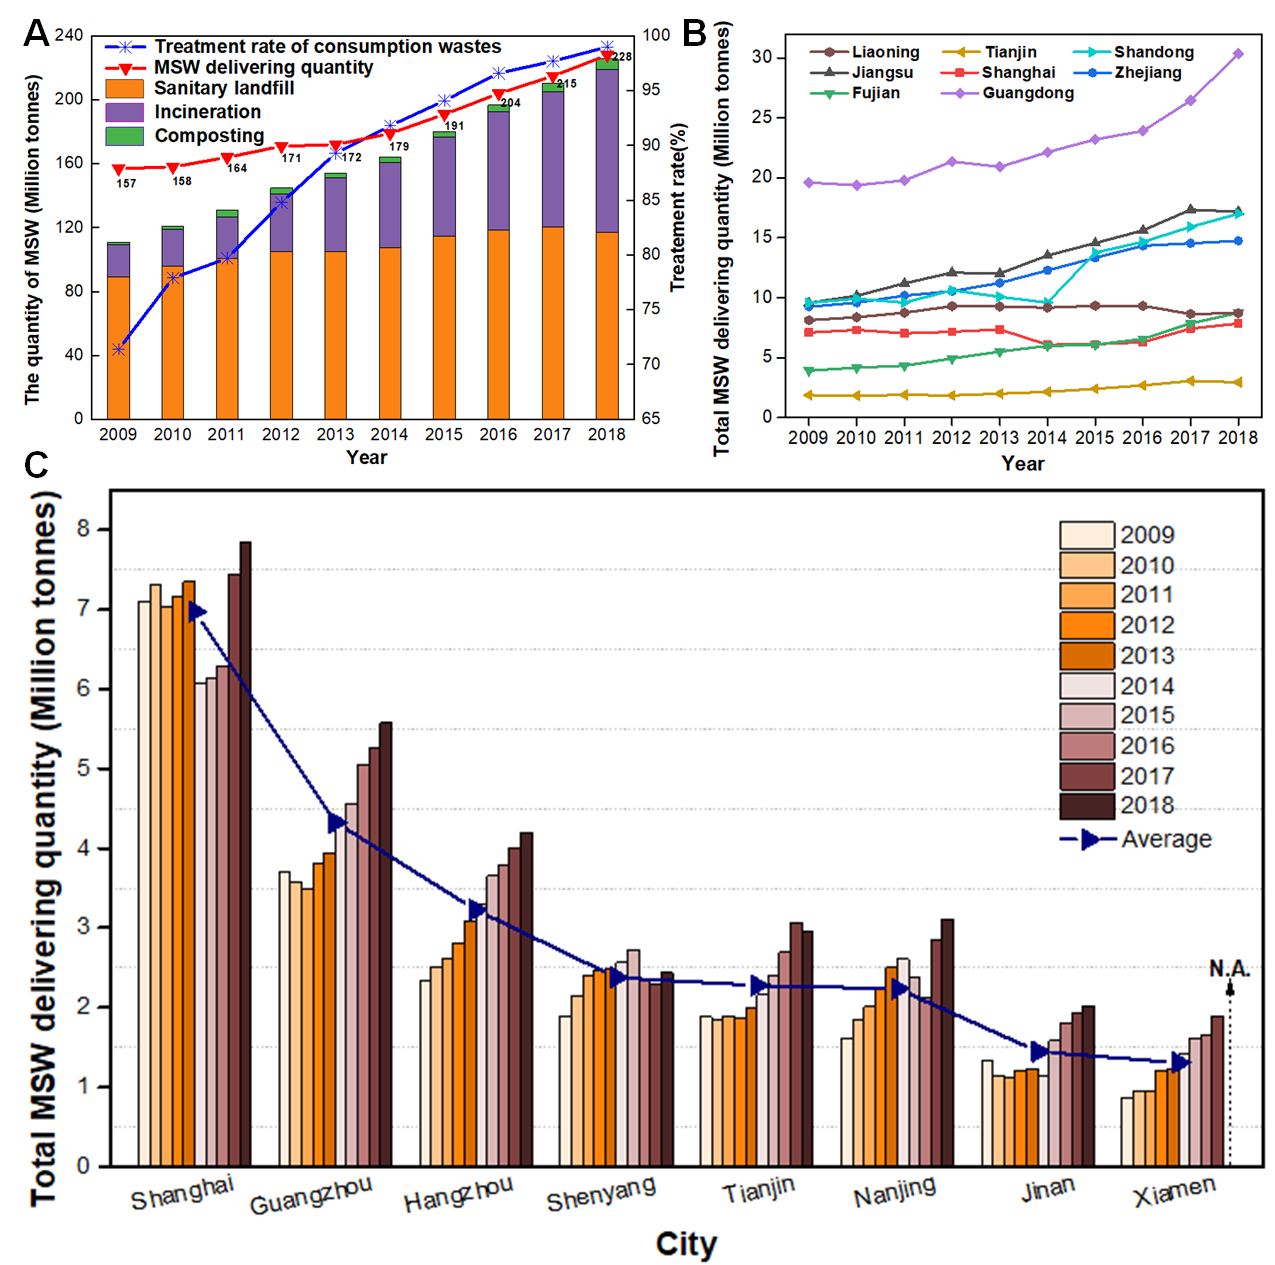 A
Treatment rate of consumption wastes
MSW delivering quantity
Sanitary landfill
Incineration
Composting
The quantity of MSW (Million tonnes)
240
200
160
120
80
40
0
157
158
164
171
172
179
191
204
215
228
100
95
90
85
80
75
70
65
Treatement rate(%)
2009 2010 2011 2012 2013 2014 2015 2016 2017 2018
Year
B
Liaoning Tianjin Shandong
Jiangsu Shanghai Zhejiang
Fujian Guangdong
Total MSW delivering quantity (Million tonnes)
30
25
20
15
10
5
0
2009 2010 2011 2012 2013 2014 2015 2016 2017 2018
Year
C
Total MSW delivering quantity (Million tonnes)
8
7
6
5
4
3
2
1
0
2009
2010
2011
2012
2013
2014
2015
2016
2017
2018
Average
N.A.
Shanghai Guangzhou Hangzhou Shenyang Tianjin Nanjing Jinan Xiamen
City